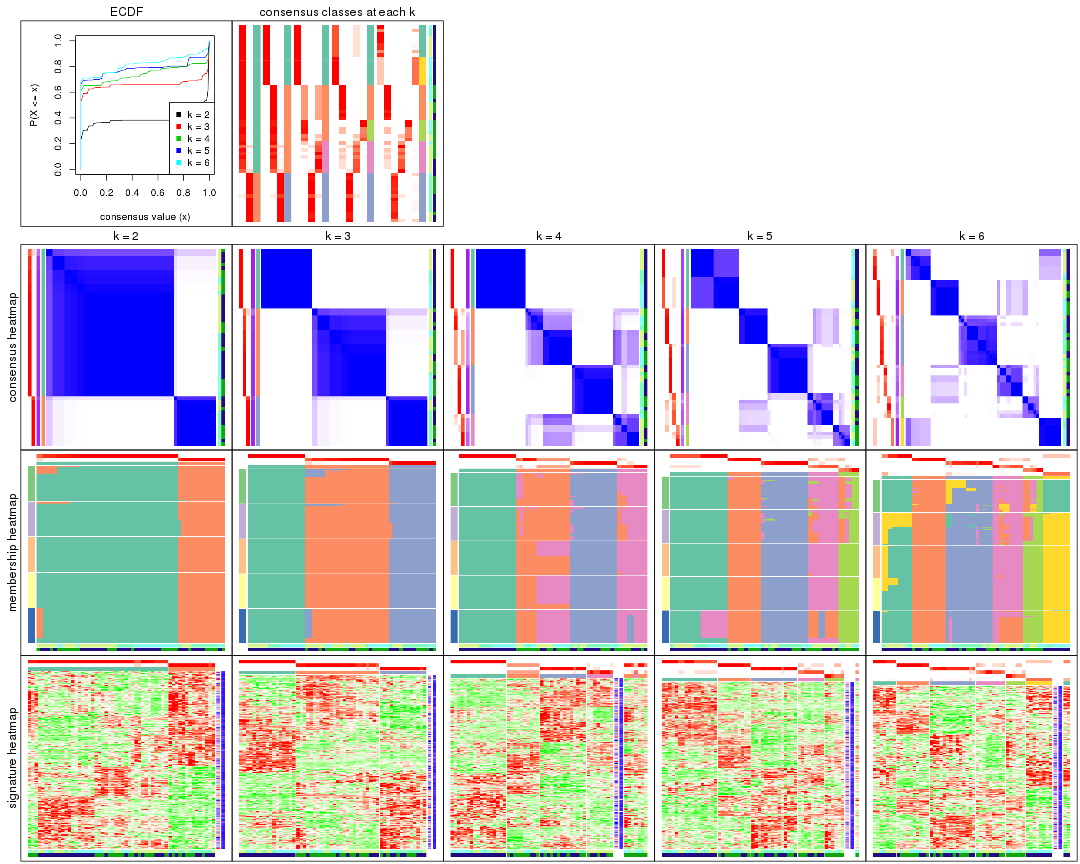 ECDF
consensus classes at each k
P(X <= x)
0.0
0.2
0.4
0.6
0.8
1.0
k = 2
k = 3
k = 4
k = 5
k = 6
0.0 0.2 0.4 0.6 0.8 1.0
consensus value (x)
k = 2 k = 3 k = 4 k = 5 k = 6
consensus heatmap
membership heatmap
signature heatmap